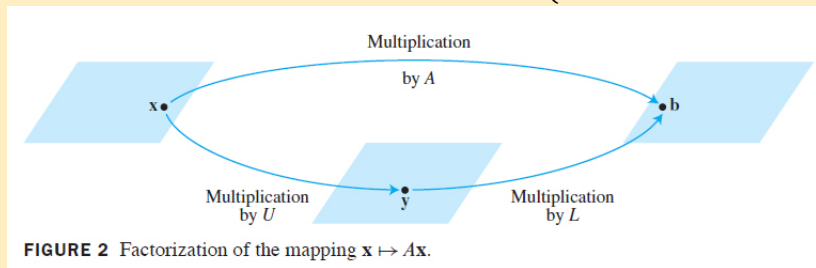 Multiplication
by A
x
b
Multiplication
by U
y
Multiplication
by L
FIGURE 2 Factorization of the mapping x ↦ Ax.